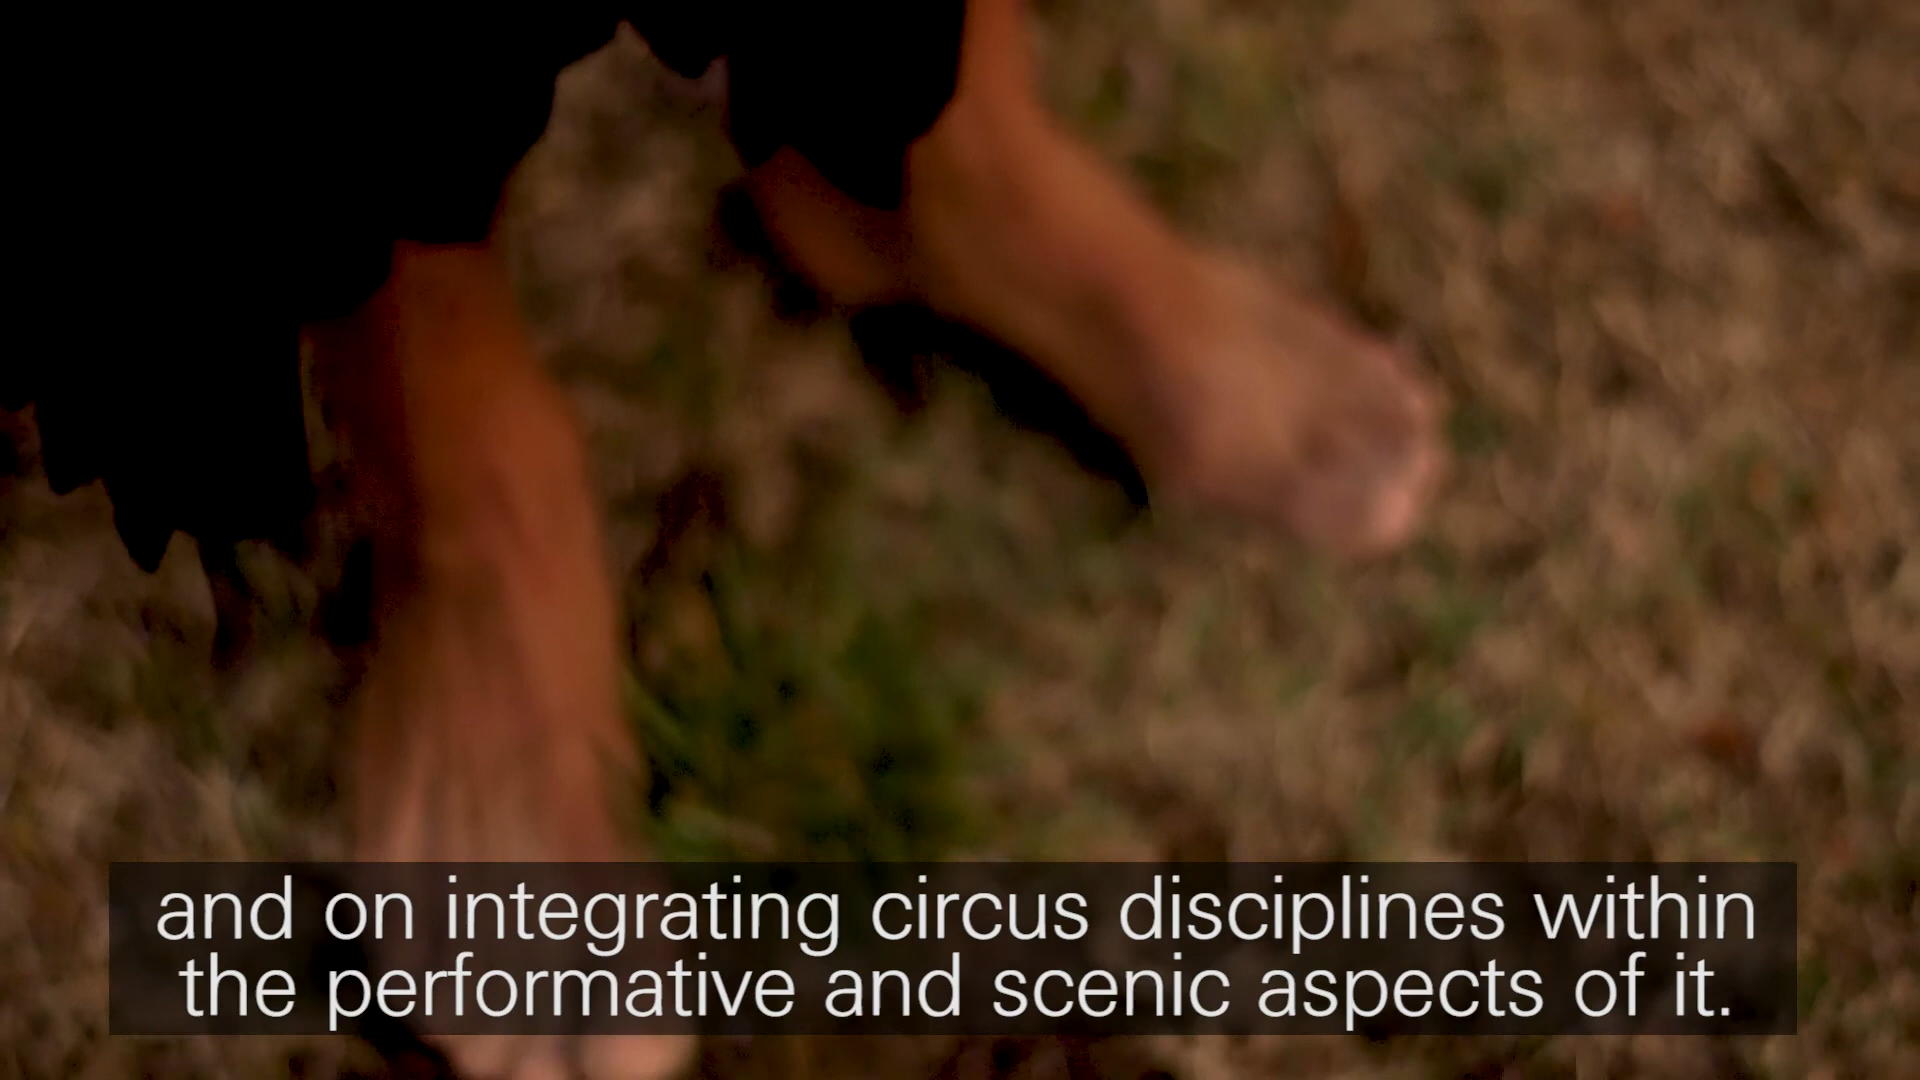 and on integrating circus disciplines within
the performative and scenic aspects of it.